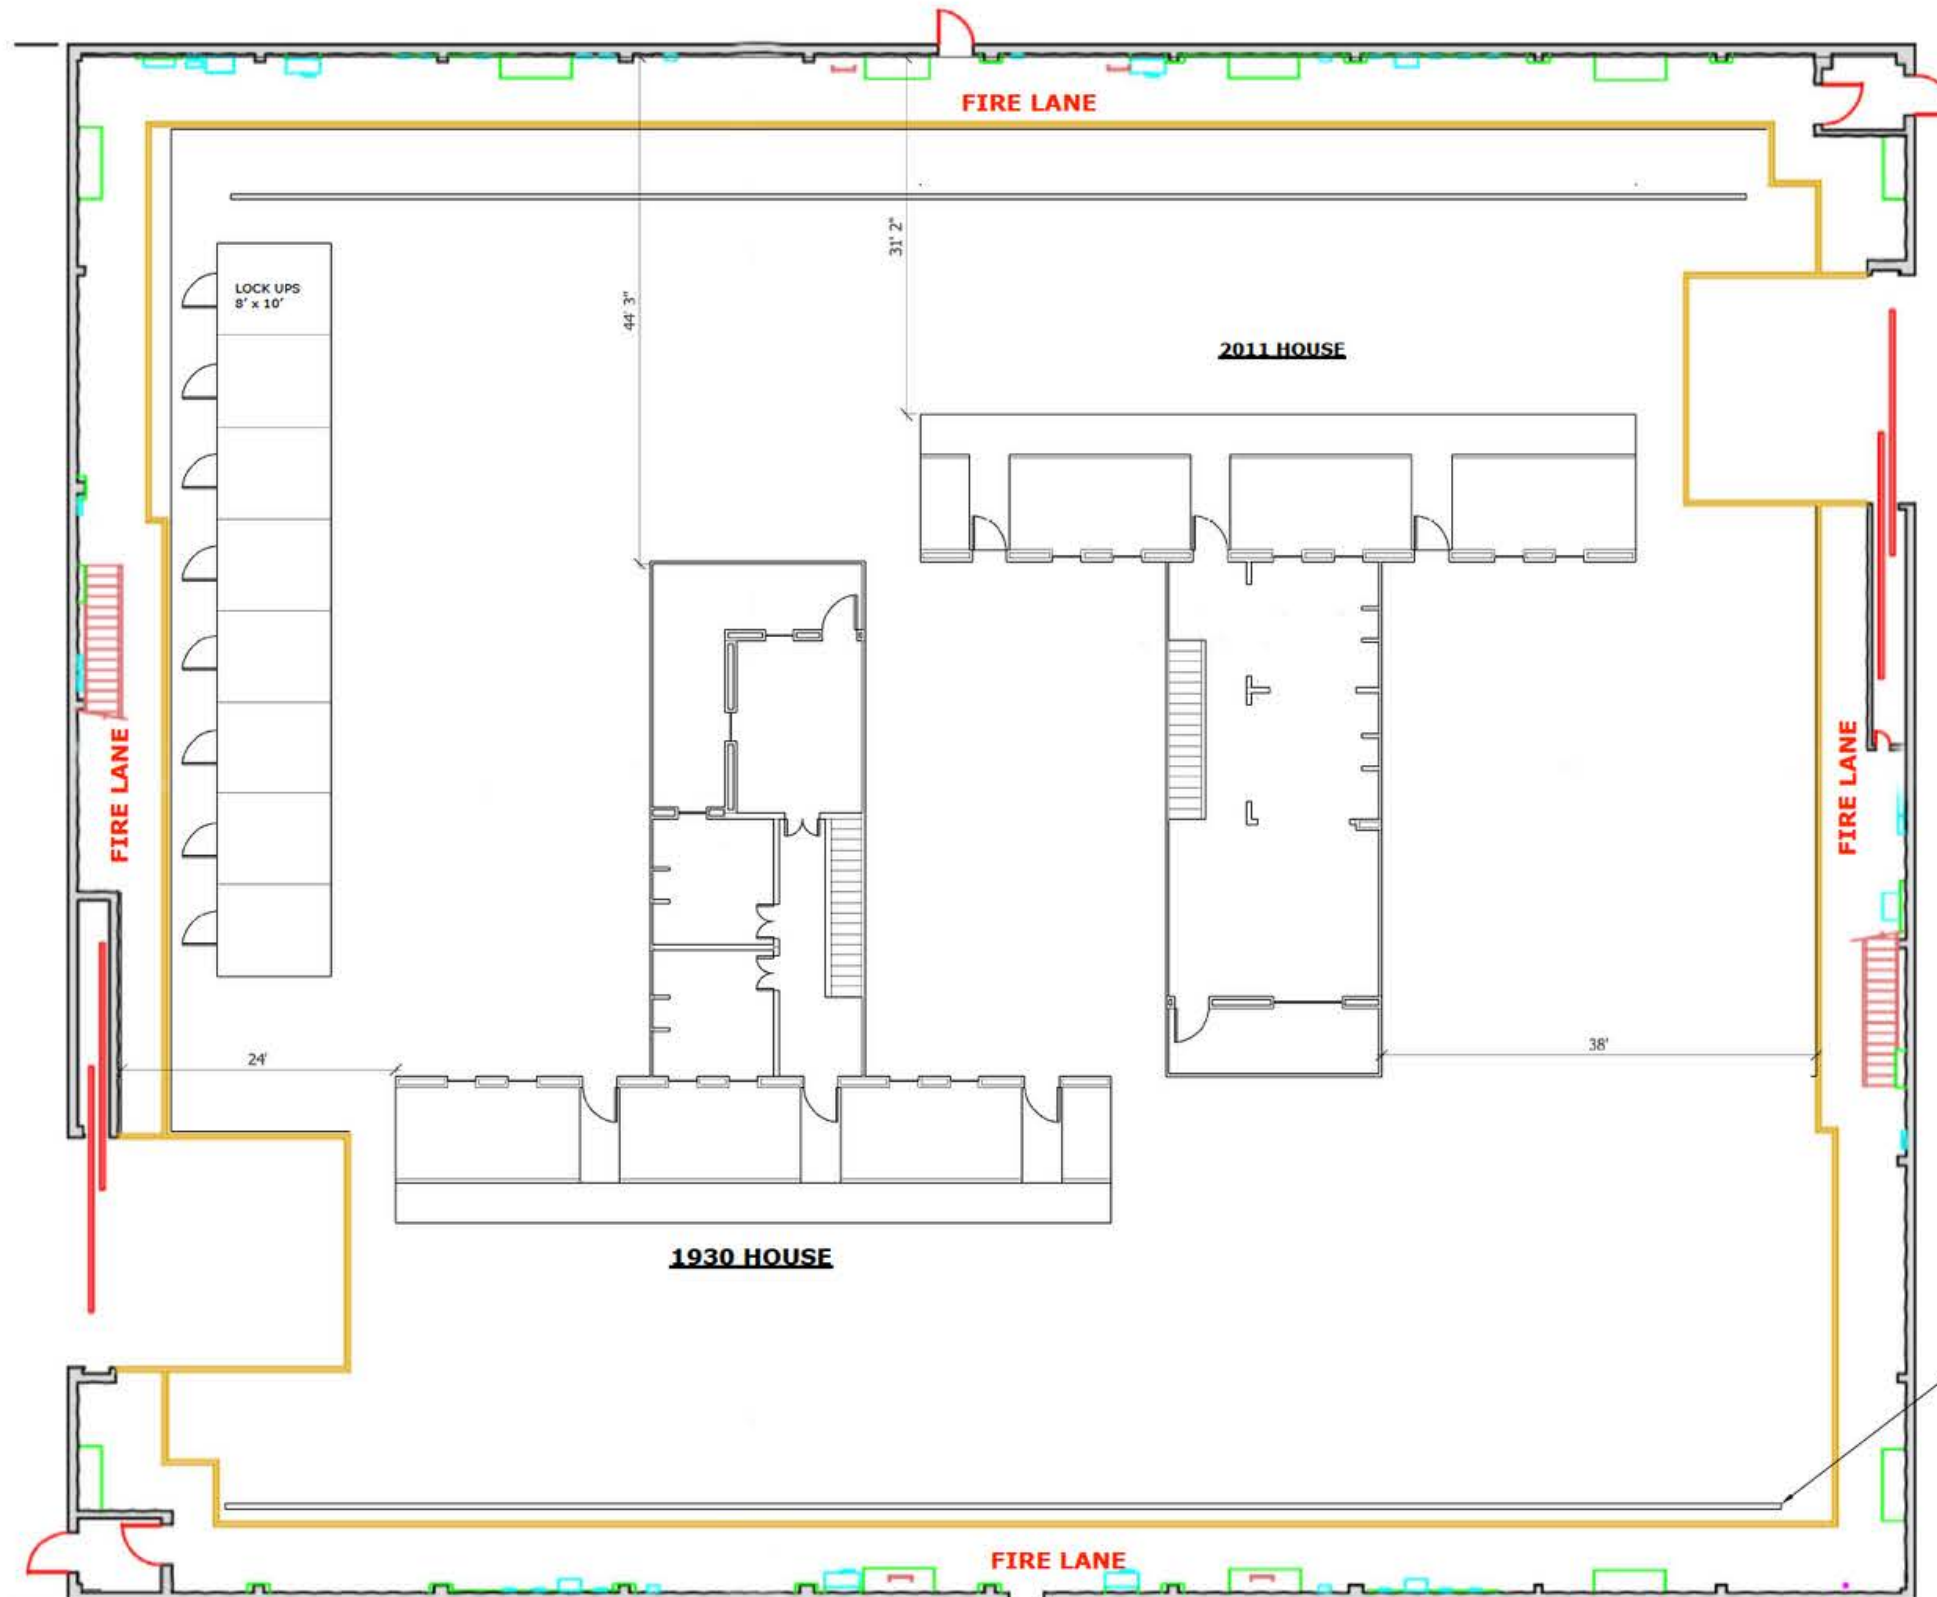 FIRE LANE
31' 2"
LOCK UPS
8' x 10'
44' 3"
2011 HOUSE
FIRE LANE
FIRE LANE
24'
38'
1930 HOUSE
FIRE LANE